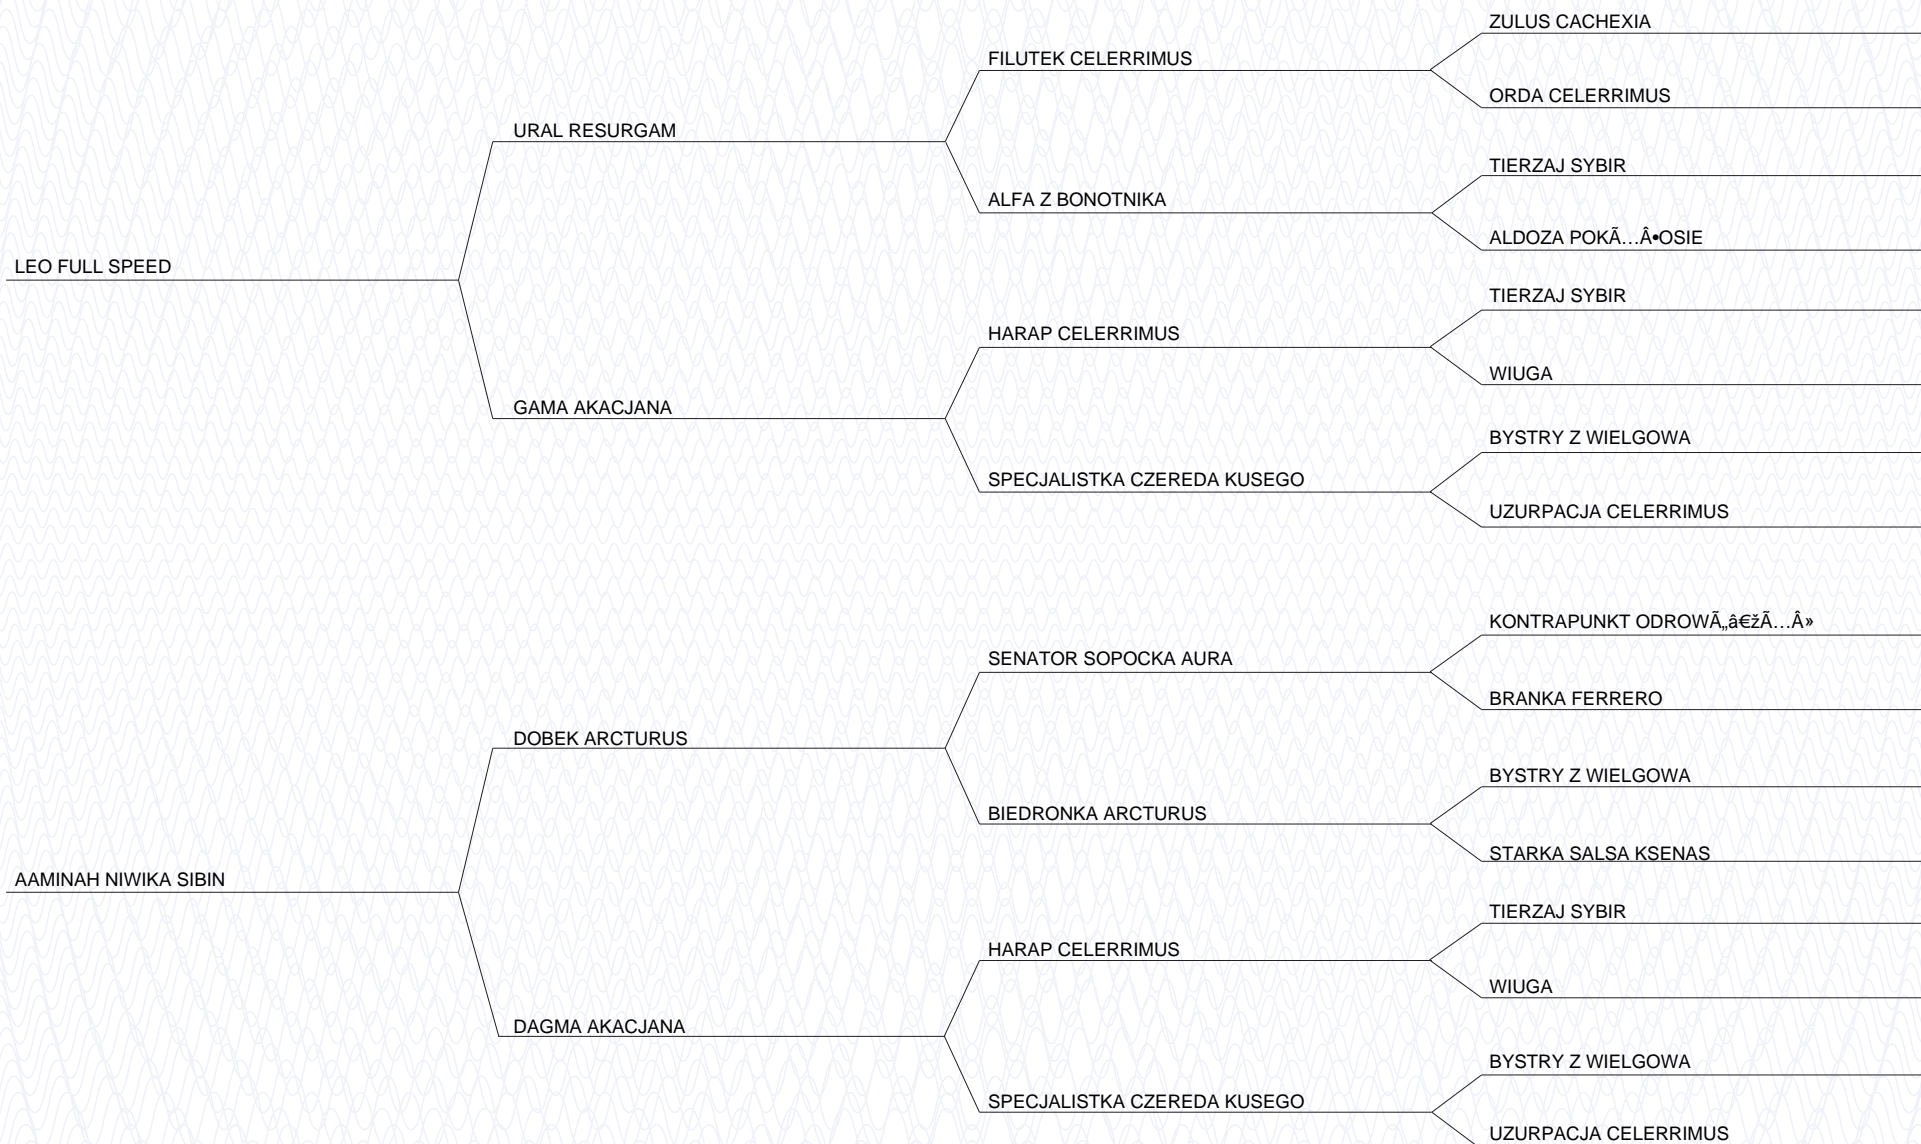 ZULUS CACHEXIA
FILUTEK CELERRIMUS
ORDA CELERRIMUS
URAL RESURGAM
TIERZAJ SYBIR
ALFA Z BONOTNIKA
ALDOZA POKÃ…Â•OSIE
LEO FULL SPEED
TIERZAJ SYBIR
HARAP CELERRIMUS
WIUGA
GAMA AKACJANA
BYSTRY Z WIELGOWA
SPECJALISTKA CZEREDA KUSEGO
UZURPACJA CELERRIMUS
KONTRAPUNKT ODROWÃ„â€žÃ…Â»
SENATOR SOPOCKA AURA
BRANKA FERRERO
DOBEK ARCTURUS
BYSTRY Z WIELGOWA
BIEDRONKA ARCTURUS
STARKA SALSA KSENAS
AAMINAH NIWIKA SIBIN
TIERZAJ SYBIR
HARAP CELERRIMUS
WIUGA
DAGMA AKACJANA
BYSTRY Z WIELGOWA
SPECJALISTKA CZEREDA KUSEGO
UZURPACJA CELERRIMUS